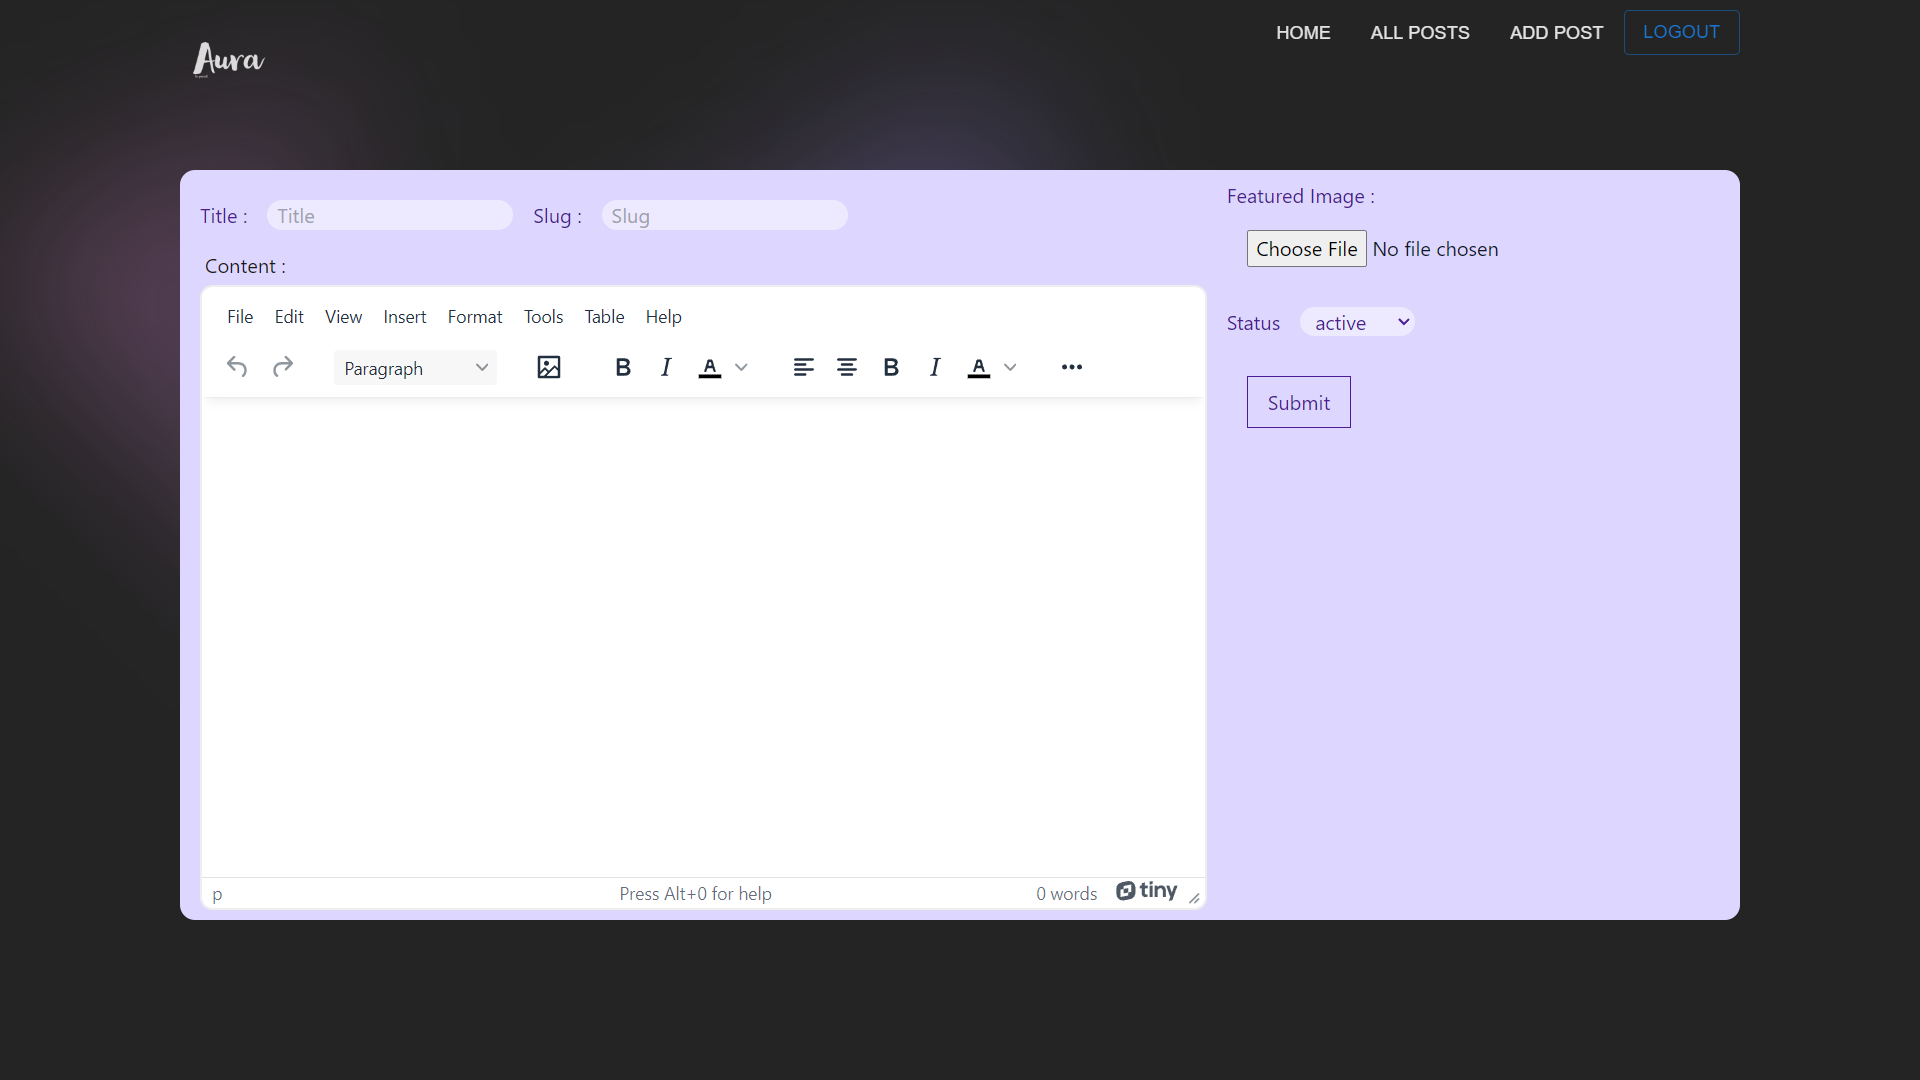 Aura
HOME ALL POSTS ADD POST LOGOUT
Title : Title Slug : Slug
Content :
File Edit View Insert Format Tools Table Help
Paragraph B I A B I A
p Press Alt+0 for help 0 words tiny
Featured Image :
Choose File No file chosen
Status active
Submit